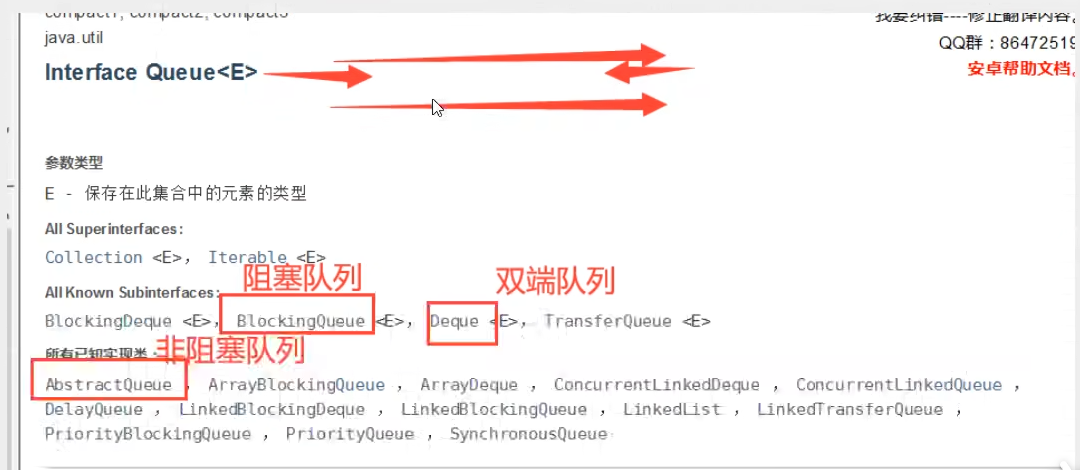 compact1, compact2, compact3
我要纠错----修正翻译内容。
java.util
QQ群：86472519
Interface Queue<E>
安卓帮助文档。
参数类型
E - 保存在此集合中的元素的类型
All Superinterfaces:
Collection <E>, Iterable <E>
阻塞队列
双端队列
All Known Subinterfaces:
BlockingDeque <E>, BlockingQueue <E>, Deque <E>, TransferQueue <E>
所有已知实现类：
非阻塞队列
AbstractQueue , ArrayBlockingQueue , ArrayDeque , ConcurrentLinkedDeque , ConcurrentLinkedQueue ,
DelayQueue , LinkedBlockingDeque , LinkedBlockingQueue , LinkedList , LinkedTransferQueue ,
PriorityBlockingQueue , PriorityQueue , SynchronousQueue